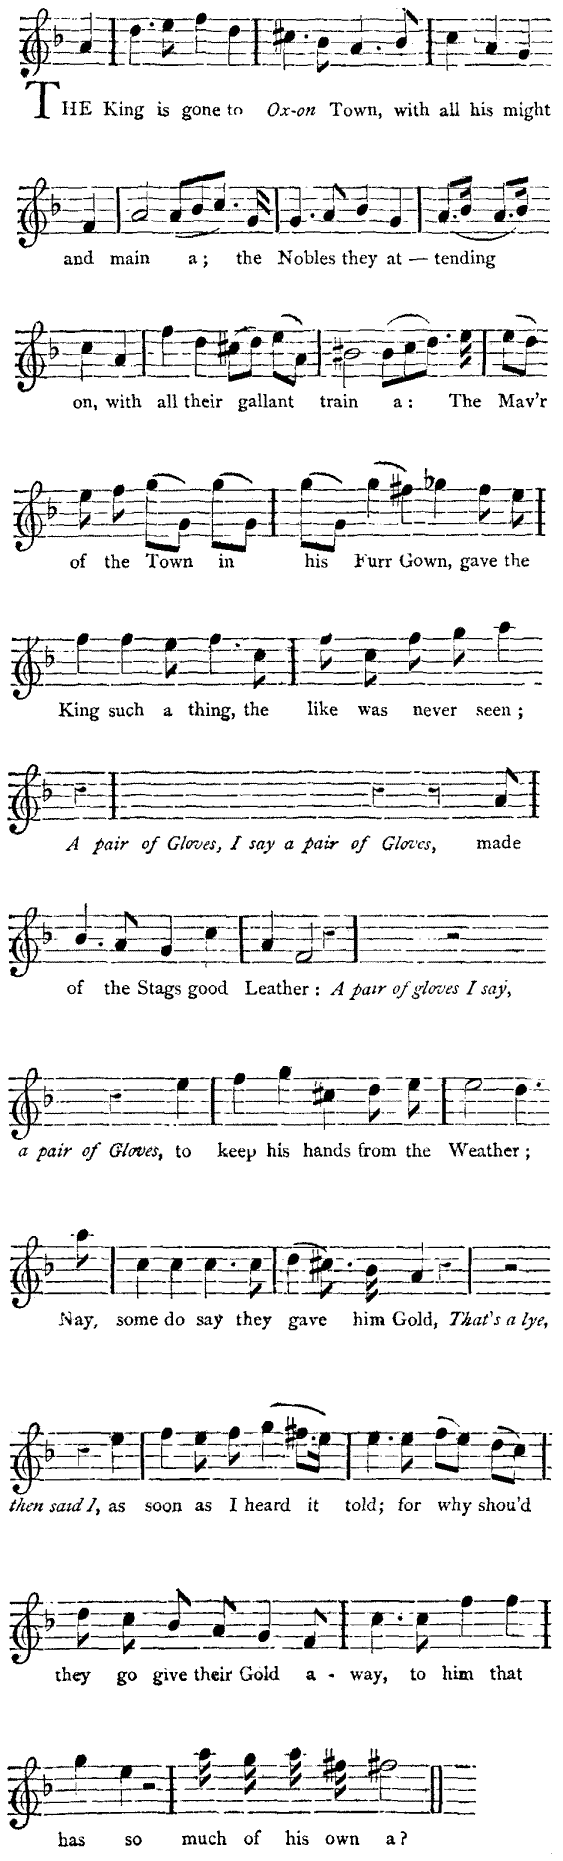 THE King is gone to Ox-on Town, with all his might
and main a; the Nobles they at — tending
on, with all their gallant train a: The May'r
of the Town in his Furr Gown, gave the
King such a thing, the like was never seen;
A pair of Gloves, I say a pair of Gloves, made
of the Stags good Leather: A pair of gloves I say,
a pair of Gloves, to keep his hands from the Weather;
Nay, some do say they gave him Gold, That's a lye,
then said I, as soon as I heard it told; for why shou'd
they go give their Gold a - way, to him that
has so much of his own a?